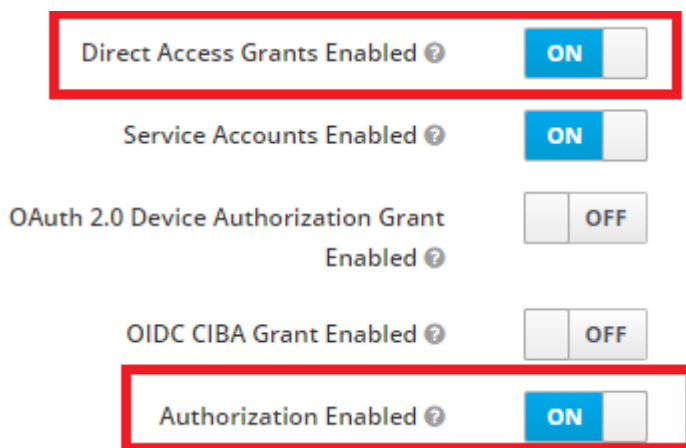 Direct Access Grants Enabled ON
Service Accounts Enabled ON
OAuth 2.0 Device Authorization Grant OFF
Enabled
OIDC CIBA Grant Enabled OFF
Authorization Enabled ON